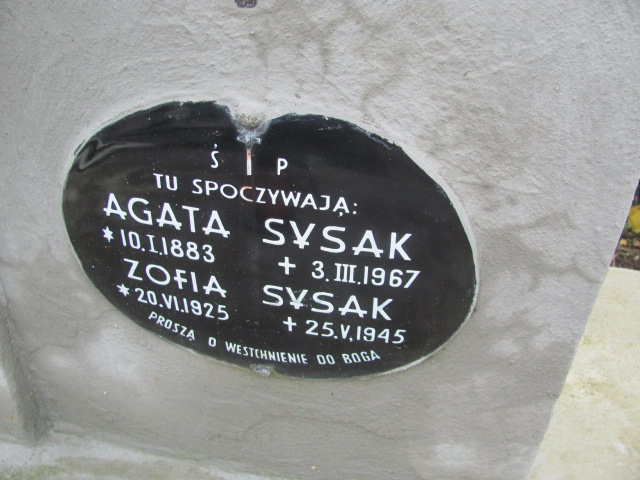 Ś P
TU SPOCZYWAJĄ:
AGATA SYSAK
* 10.I.1883 + 3.III.1967
ZOFIA SYSAK
* 20.VI.1925 + 25.V.1945
PROSZĄ O WESTCHNIENIE DO BOGA